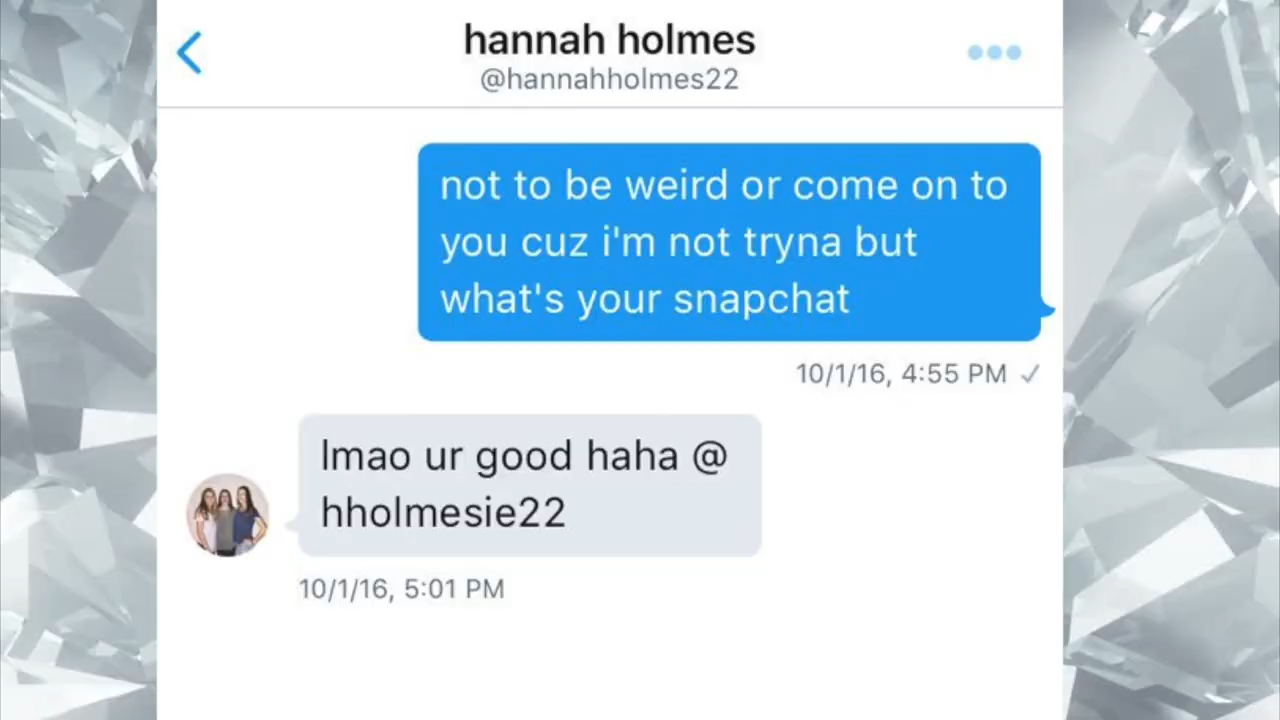 hannah holmes
@hannahholmes22
not to be weird or come on to
you cuz i'm not tryna but
what's your snapchat
10/1/16, 4:55 PM ✓
lmao ur good haha @
hholmesie22
10/1/16, 5:01 PM